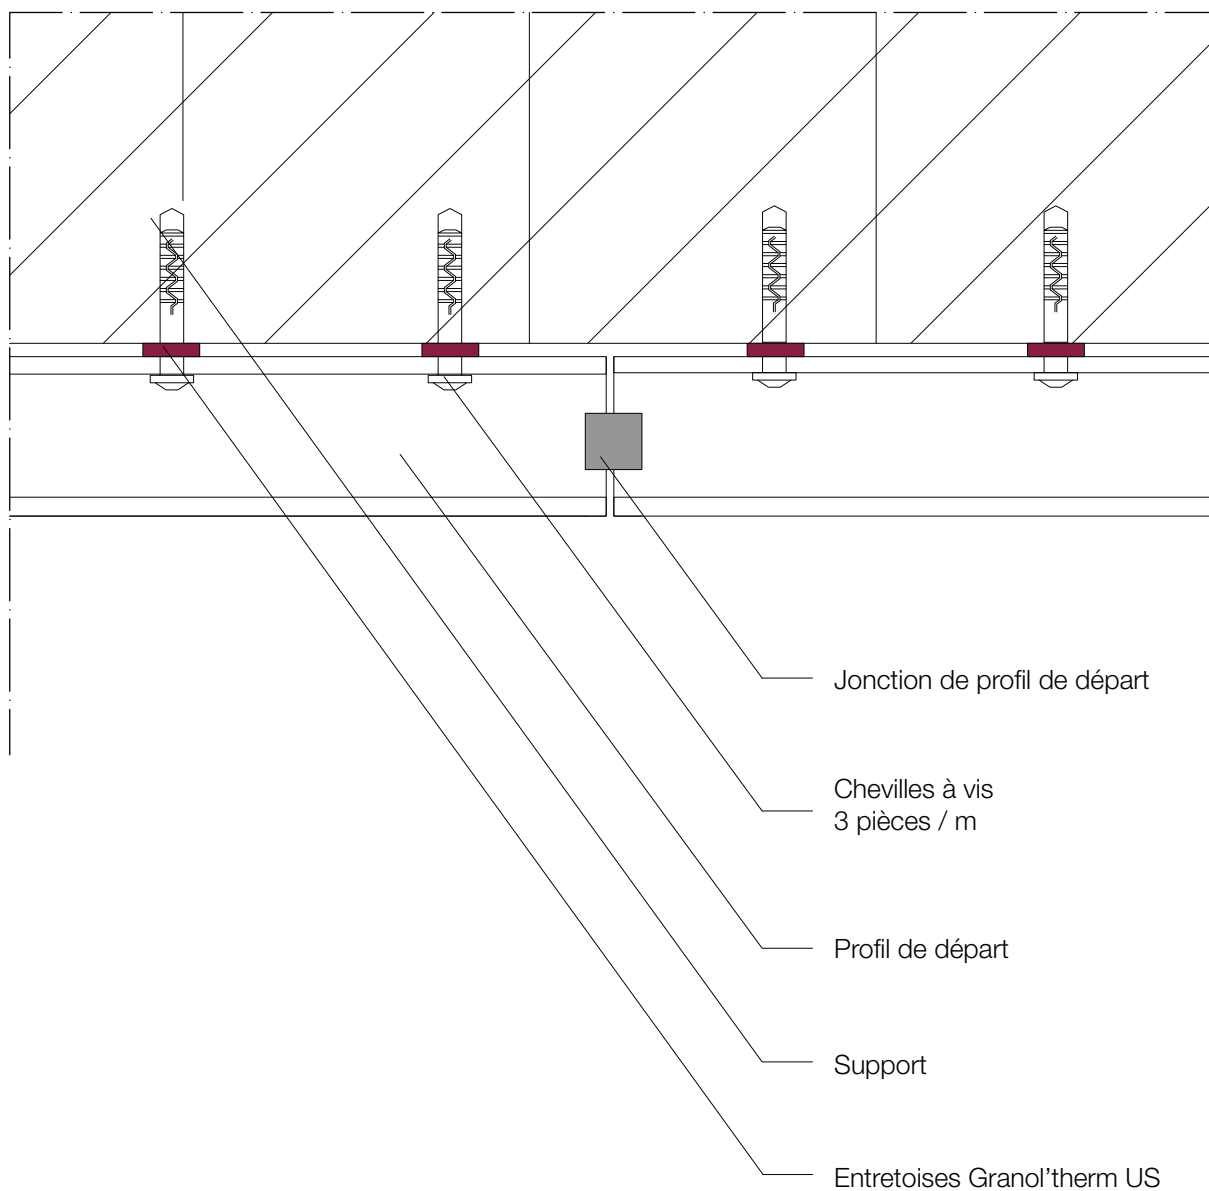 Jonction de profil de départ
Chevilles à vis
3 pièces / m
Profil de départ
Support
Entretoises Granol’therm US